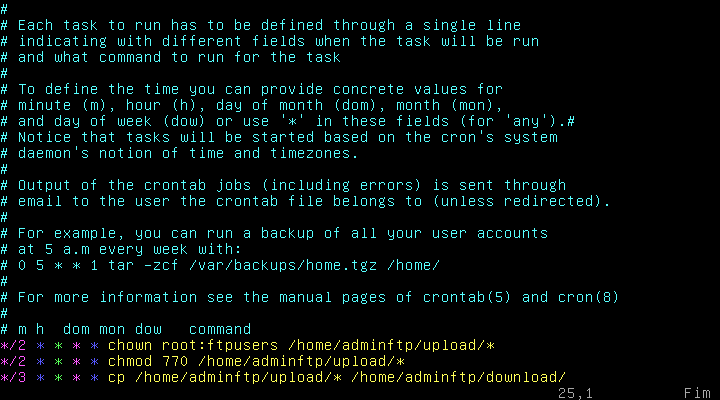 #
# Each task to run has to be defined through a single line
# indicating with different fields when the task will be run
# and what command to run for the task
#
# To define the time you can provide concrete values for
# minute (m), hour (h), day of month (dom), month (mon),
# and day of week (dow) or use '*' in these fields (for 'any').#
# Notice that tasks will be started based on the cron's system
# daemon's notion of time and timezones.
#
# Output of the crontab jobs (including errors) is sent through
# email to the user the crontab file belongs to (unless redirected).
#
# For example, you can run a backup of all your user accounts
# at 5 a.m every week with:
# 0 5 * * 1 tar -zcf /var/backups/home.tgz /home/
#
# For more information see the manual pages of crontab(5) and cron(8)
#
# m h  dom mon dow   command
*/2 * * * * chown root:ftpusers /home/adminftp/upload/*
*/2 * * * * chmod 770 /home/adminftp/upload/*
*/3 * * * * cp /home/adminftp/upload/* /home/adminftp/download/
25,1 Fim